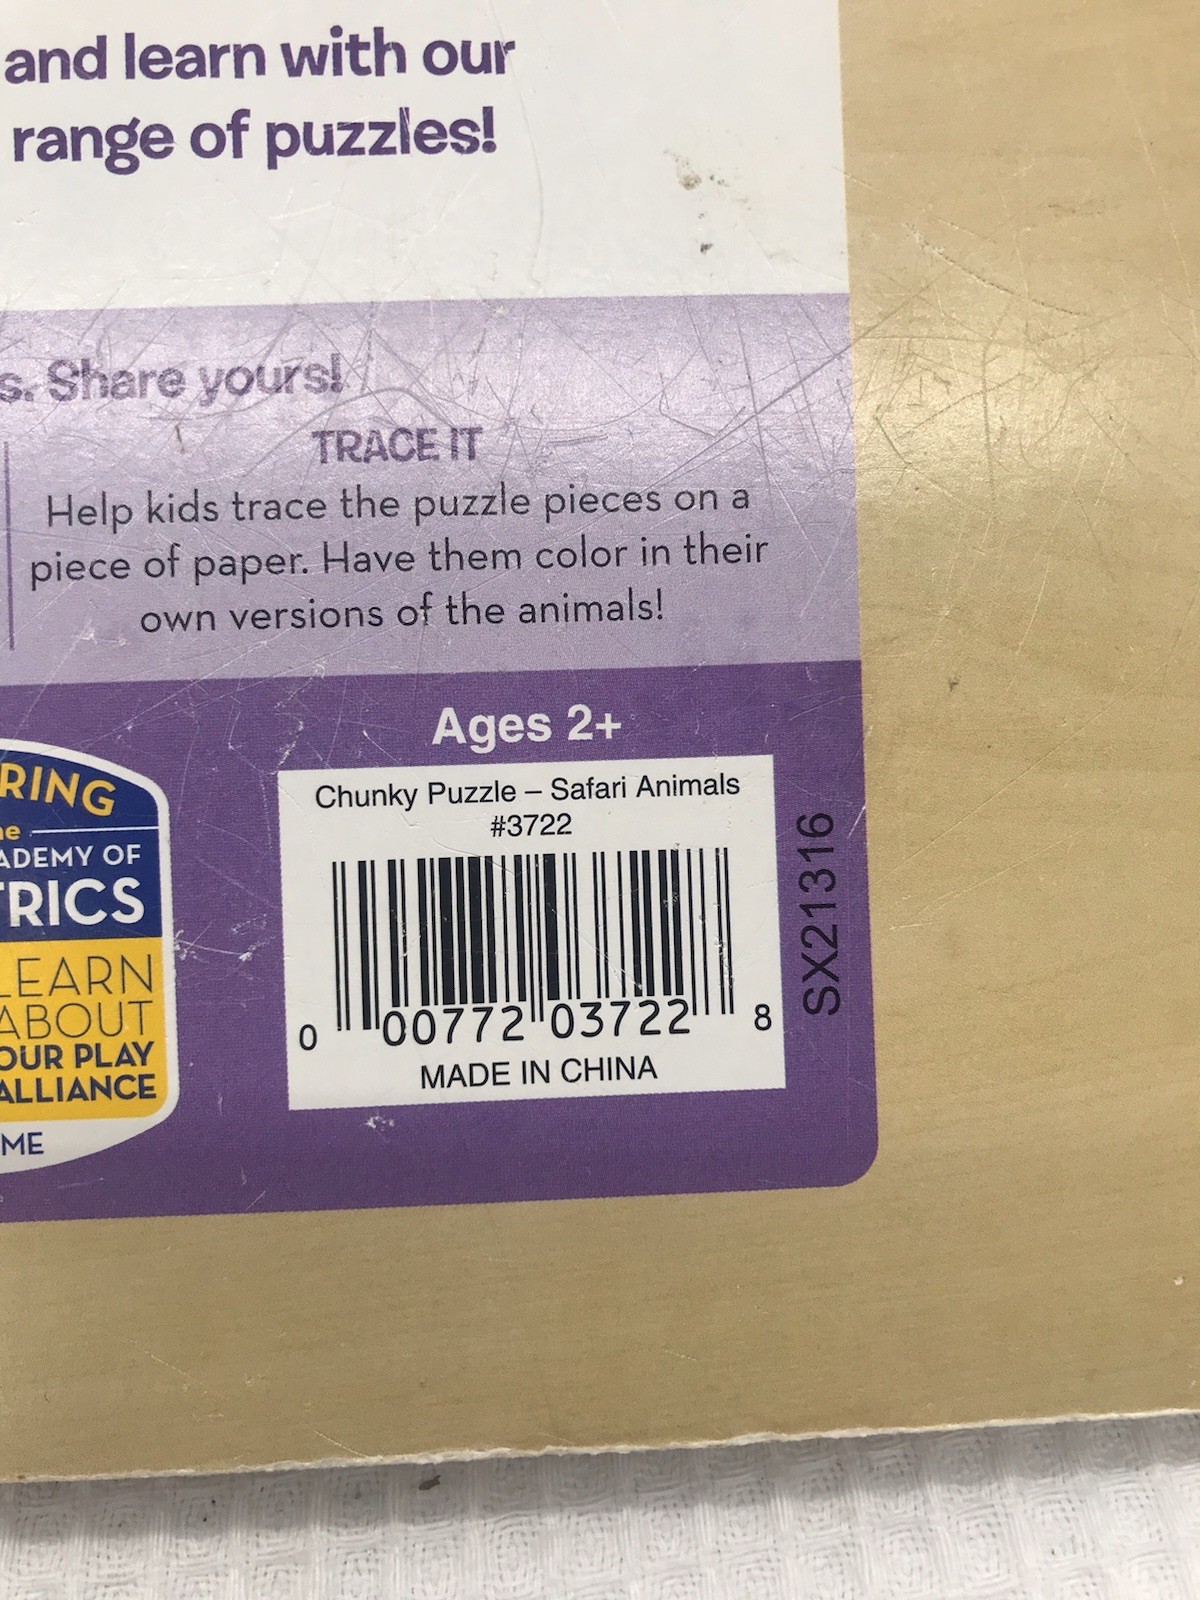 and learn with our
range of puzzles!
s. Share yours!
TRACE IT
Help kids trace the puzzle pieces on a
piece of paper. Have them color in their
own versions of the animals!
Ages 2+
Chunky Puzzle – Safari Animals
#3722
0 00772 03722 8
MADE IN CHINA
SX21316
RING
he
ADEMY OF
TRICS
LEARN
ABOUT
OUR PLAY
ALLIANCE
ME